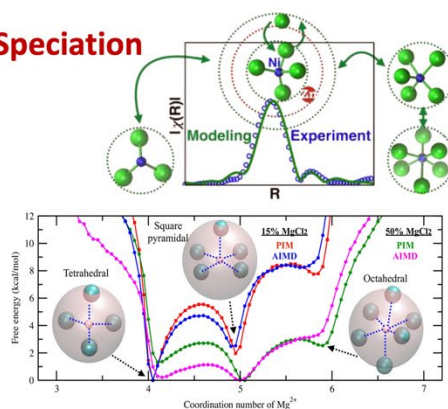 Speciation
Ni
Zn
|χ(R)|
Modeling
Experiment
R
Free energy (kcal/mol)
12
10
8
6
4
2
0
Tetrahedral
Square
pyramidal
15% MgCl₂
PIM
AIMD
50% MgCl₂
PIM
AIMD
Octahedral
3
4
5
6
7
Coordination number of Mg²⁺